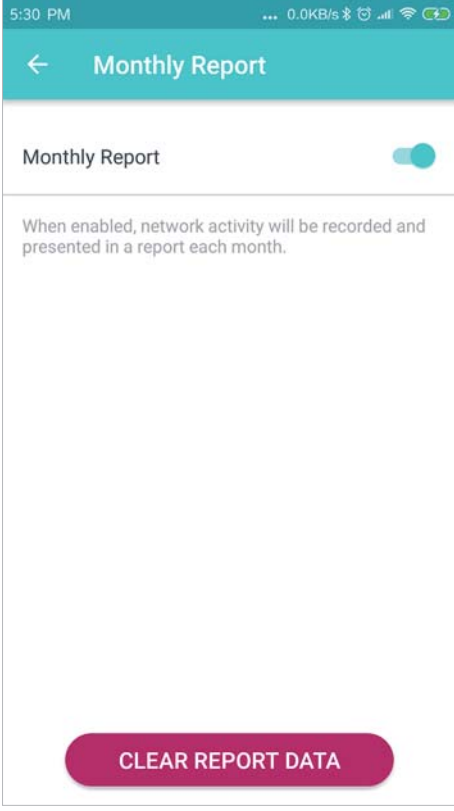 5:30 PM ... 0.0KB/s
Monthly Report
Monthly Report
When enabled, network activity will be recorded and
presented in a report each month.
CLEAR REPORT DATA